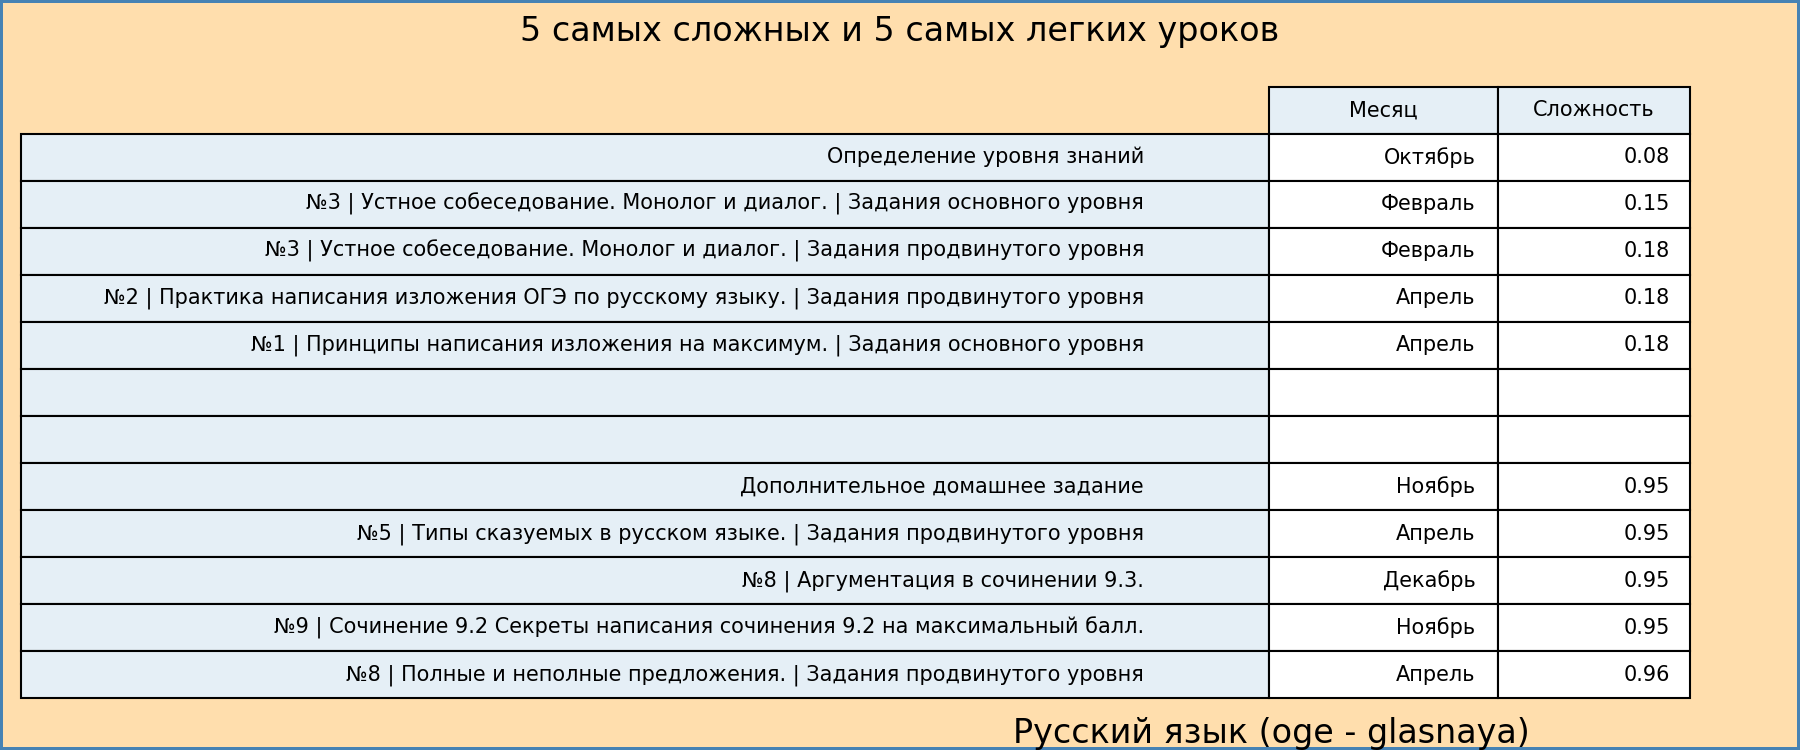 5 самых сложных и 5 самых легких уроков
Месяц Сложность
Определение уровня знаний Октябрь 0.08
№3 | Устное собеседование. Монолог и диалог. | Задания основного уровня Февраль 0.15
№3 | Устное собеседование. Монолог и диалог. | Задания продвинутого уровня Февраль 0.18
№2 | Практика написания изложения ОГЭ по русскому языку. | Задания продвинутого уровня Апрель 0.18
№1 | Принципы написания изложения на максимум. | Задания основного уровня Апрель 0.18
Дополнительное домашнее задание Ноябрь 0.95
№5 | Типы сказуемых в русском языке. | Задания продвинутого уровня Апрель 0.95
№8 | Аргументация в сочинении 9.3. Декабрь 0.95
№9 | Сочинение 9.2 Секреты написания сочинения 9.2 на максимальный балл. Ноябрь 0.95
№8 | Полные и неполные предложения. | Задания продвинутого уровня Апрель 0.96
Русский язык (oge - glasnaya)